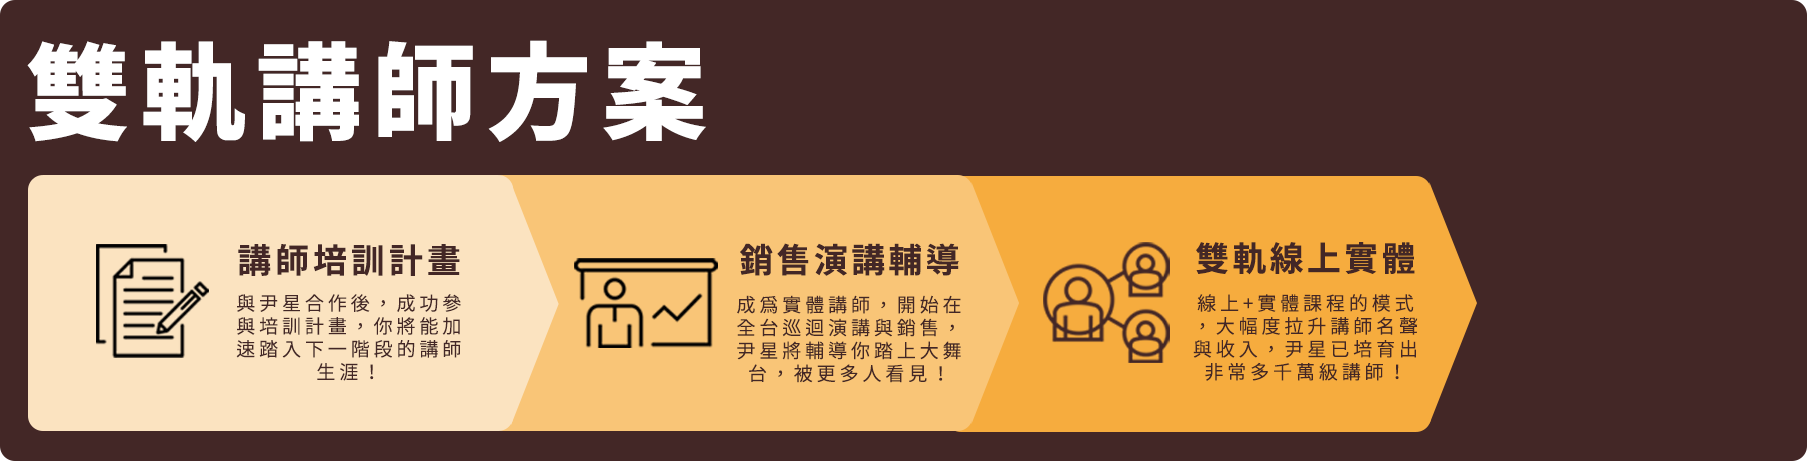 雙軌講師方案
講師培訓計畫
與尹星合作後，成功參
與培訓計畫，你將能加
速踏入下一階段的講師
生涯！
銷售演講輔導
成爲實體講師，開始在
全台巡迴演講與銷售，
尹星將輔導你踏上大舞
台，被更多人看見！
雙軌線上實體
線上+實體課程的模式
，大幅度拉升講師名聲
與收入，尹星已培育出
非常多千萬級講師！